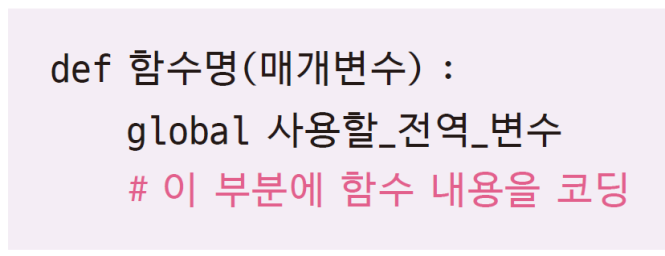 def 함수명(매개변수) :
global 사용할_전역_변수
# 이 부분에 함수 내용을 코딩